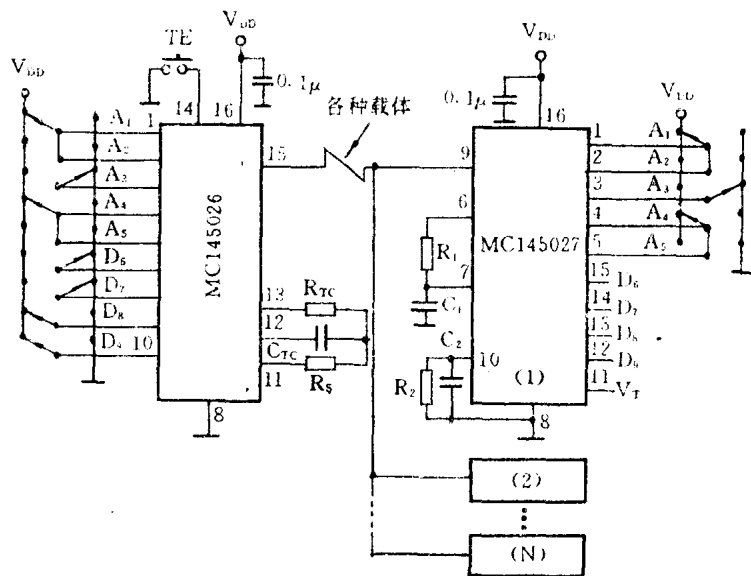 V_DD
TE
V_DD
0.1μ
14
16
A₁ 1
A₂
A₃
A₄
A₅
D₆
D₇
D₈
D₉ 10
MC145026
15
13
R_TC
12
C_TC
11
R_S
8
各种载体
V_DD
0.1μ
16
V_DD
9
6
R₁
7
C₁
C₂
10
R₂
MC145027
(1)
8
1 A₁
2 A₂
3 A₃
4 A₄
5 A₅
15 D₆
14 D₇
13 D₈
12 D₉
11 V_T
(2)
(N)